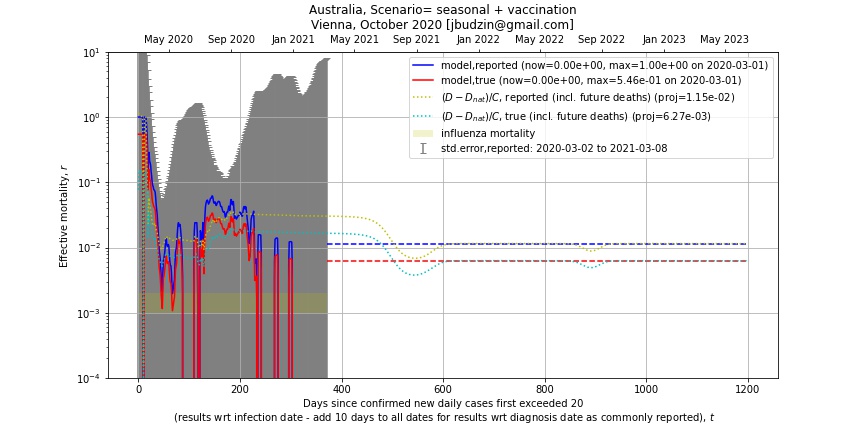 Australia, Scenario= seasonal + vaccination
Vienna, October 2020 [jbudzin@gmail.com]
May 2020 Sep 2020 Jan 2021 May 2021 Sep 2021 Jan 2022 May 2022 Sep 2022 Jan 2023 May 2023
model,reported (now=0.00e+00, max=1.00e+00 on 2020-03-01)
model,true (now=0.00e+00, max=5.46e-01 on 2020-03-01)
(D − D_nat)/C, reported (incl. future deaths) (proj=1.15e-02)
(D − D_nat)/C, true (incl. future deaths) (proj=6.27e-03)
influenza mortality
std.error,reported: 2020-03-02 to 2021-03-08
Effective mortality, r
10^1
10^0
10^−1
10^−2
10^−3
10^−4
0 200 400 600 800 1000 1200
Days since confirmed new daily cases first exceeded 20
(results wrt infection date - add 10 days to all dates for results wrt diagnosis date as commonly reported), t